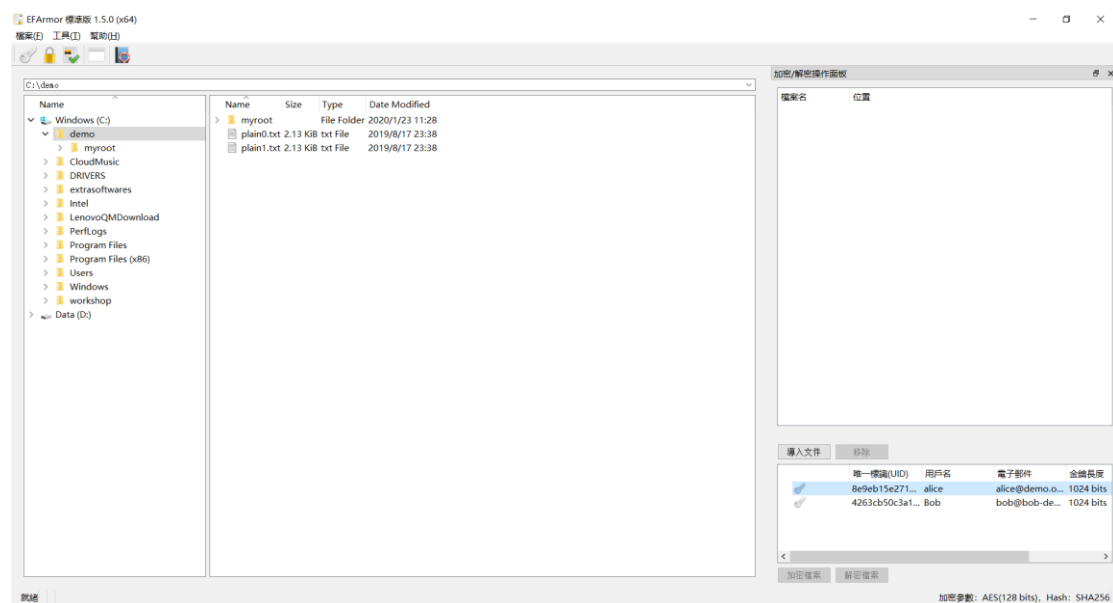 EFArmor 標準版 1.5.0 (x64)
檔案(F) 工具(T) 幫助(H)
C:\demo
Name
Windows (C:)
demo
myroot
CloudMusic
DRIVERS
extrasoftwares
Intel
LenovoQMDownload
PerfLogs
Program Files
Program Files (x86)
Users
Windows
workshop
Data (D:)
Name Size Type Date Modified
myroot File Folder 2020/1/23 11:28
plain0.txt 2.13 KiB txt File 2019/8/17 23:38
plain1.txt 2.13 KiB txt File 2019/8/17 23:38
加密/解密操作面板
檔案名 位置
導入文件 移除
唯一標識(UID) 用戶名 電子郵件 金鑰長度
8e9eb15e271... alice alice@demo.o... 1024 bits
4263cb50c3a1... Bob bob@bob-de... 1024 bits
加密檔案 解密檔案
就緒 加密參數: AES(128 bits), Hash: SHA256